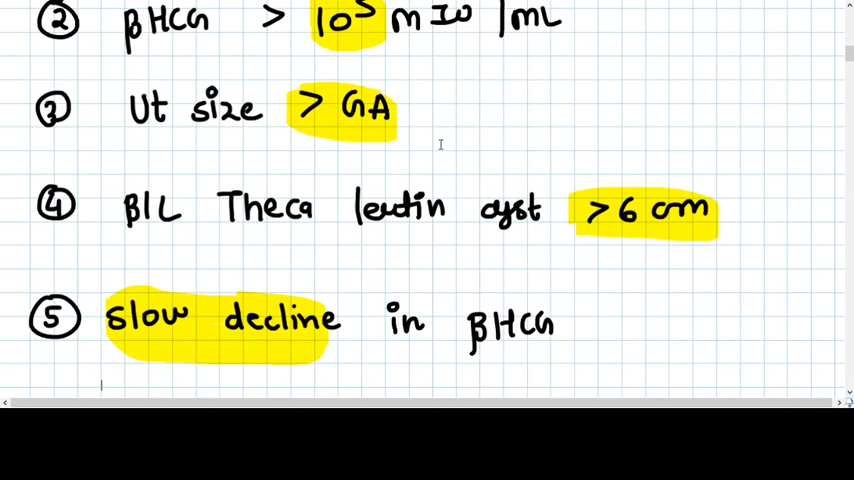 ② βHCG > 10⁵ mIU/mL
③ Ut size > GA
④ B/L Theca leutin cyst > 6 cm
⑤ Slow decline in βHCG